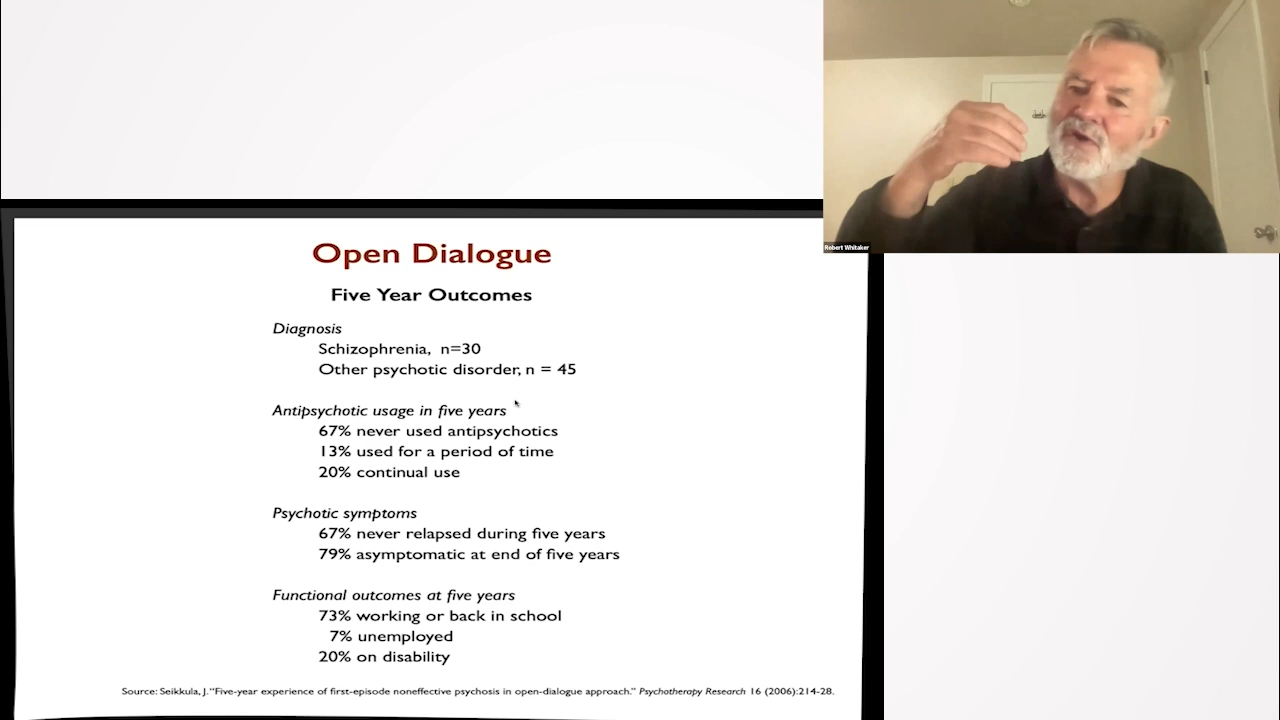 Robert Whitaker
Open Dialogue
Five Year Outcomes
Diagnosis
Schizophrenia, n=30
Other psychotic disorder, n = 45
Antipsychotic usage in five years
67% never used antipsychotics
13% used for a period of time
20% continual use
Psychotic symptoms
67% never relapsed during five years
79% asymptomatic at end of five years
Functional outcomes at five years
73% working or back in school
7% unemployed
20% on disability
Source: Seikkula, J. “Five-year experience of first-episode noneffective psychosis in open-dialogue approach.” Psychotherapy Research 16 (2006):214-28.